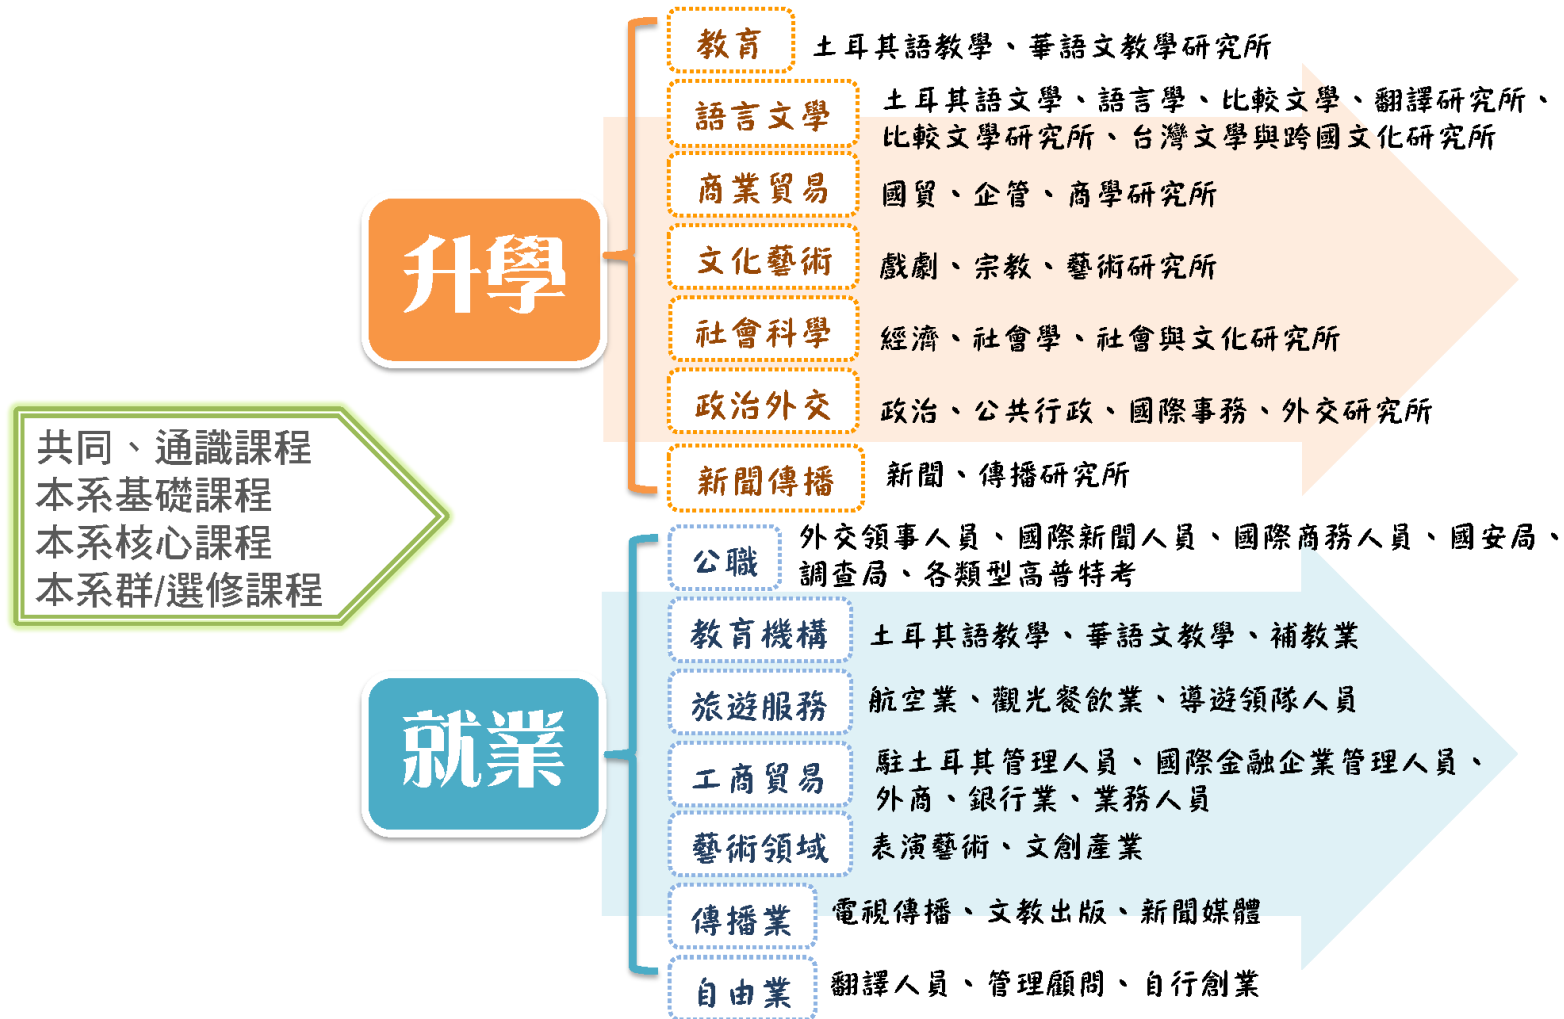 共同、通識課程
本系基礎課程
本系核心課程
本系群/選修課程
升學
教育
土耳其語教學、華語文教學研究所
語言文學
土耳其語文學、語言學、比較文學、翻譯研究所、
比較文學研究所、台灣文學與跨國文化研究所
商業貿易
國貿、企管、商學研究所
文化藝術
戲劇、宗教、藝術研究所
社會科學
經濟、社會學、社會與文化研究所
政治外交
政治、公共行政、國際事務、外交研究所
新聞傳播
新聞、傳播研究所
就業
公職
外交領事人員、國際新聞人員、國際商務人員、國安局、
調查局、各類型高普特考
教育機構
土耳其語教學、華語文教學、補教業
旅遊服務
航空業、觀光餐飲業、導遊領隊人員
工商貿易
駐土耳其管理人員、國際金融企業管理人員、
外商、銀行業、業務人員
藝術領域
表演藝術、文創產業
傳播業
電視傳播、文教出版、新聞媒體
自由業
翻譯人員、管理顧問、自行創業